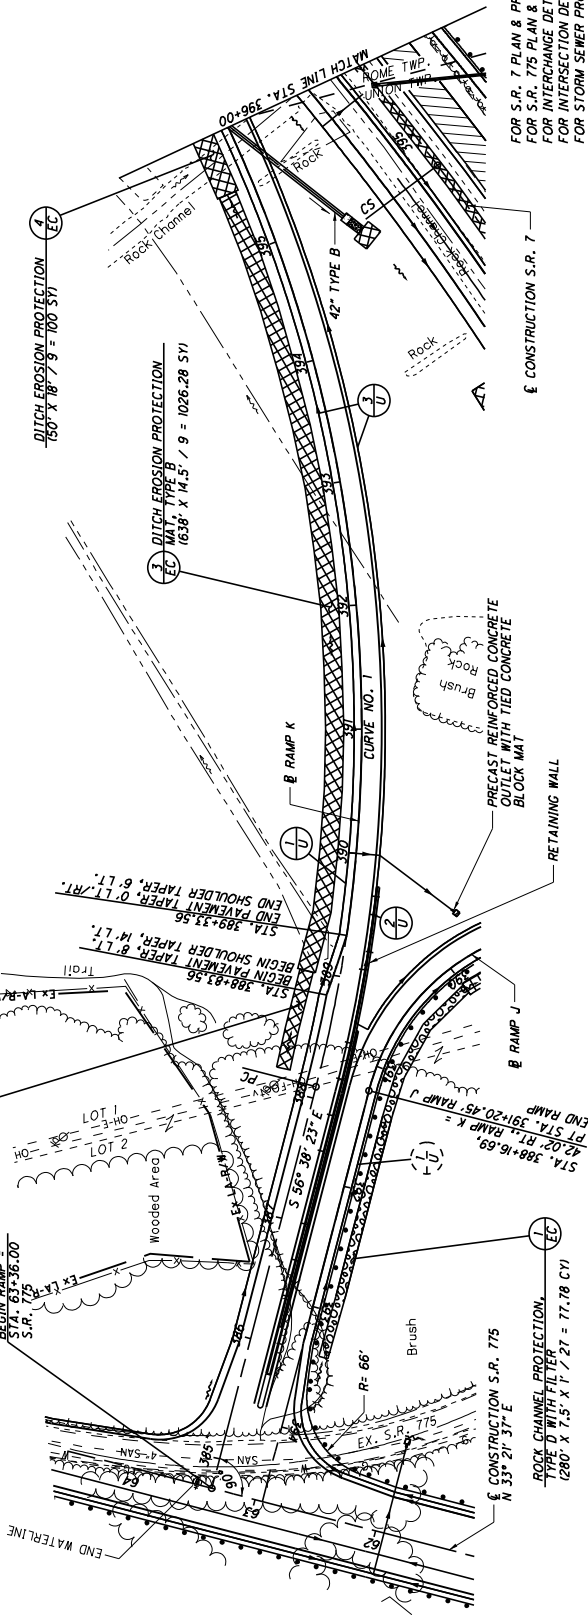 BEGIN RAMP =
STA. 63+36.00
S.R. 775
END WATERLINE
Wooded Area
LOT 1
LOT 2
OH-E
OH
Trail
Ex LA-R/W
Ex LA-R
Ex LA-R/
STA. 388+83.56
BEGIN PAVEMENT TAPER, 8' LT.
BEGIN SHOULDER TAPER, 14' LT.
STA. 389+33.56
END PAVEMENT TAPER, 0' LT./RT.
END SHOULDER TAPER, 6' LT.
1
U
℄ RAMP K
3
EC
DITCH EROSION PROTECTION
MAT, TYPE B
(638' X 14.5' / 9 = 1026.28 SY)
4
EC
DITCH EROSION PROTECTION
(50' X 18' / 9 = 100 SY)
Rock Channel
MATCH LINE STA. 396+00
ROME TWP.
UNION TWP.
Rock
42" TYPE B
CS
Rock Channel
395
Rock
℄ CONSTRUCTION S.R. 7
3
U
385
386
387
388
389
390
391
392
393
394
395
PC
S 56° 38' 23" E
CURVE NO. 1
2
U
Brush
Rock
PRECAST REINFORCED CONCRETE
OUTLET WITH TIED CONCRETE
BLOCK MAT
RETAINING WALL
℄ RAMP J
STA. 388+16.69,
42.02' RT., RAMP K =
PT STA. 391+20.45' RAMP J
END RAMP
1
U
R= 66'
Brush
EX. S.R. 775
4"-SAN
SAN
W
64
63
62
90°
℄ CONSTRUCTION S.R. 775
N 33° 21' 37" E
1
EC
ROCK CHANNEL PROTECTION,
TYPE D WITH FILTER
(280' X 7.5' X 1' / 27 = 77.78 CY)
FOR S.R. 7 PLAN &
FOR S.R. 775 PLAN &
FOR INTERCHANGE
FOR INTERSECTION
FOR STORM SEWER